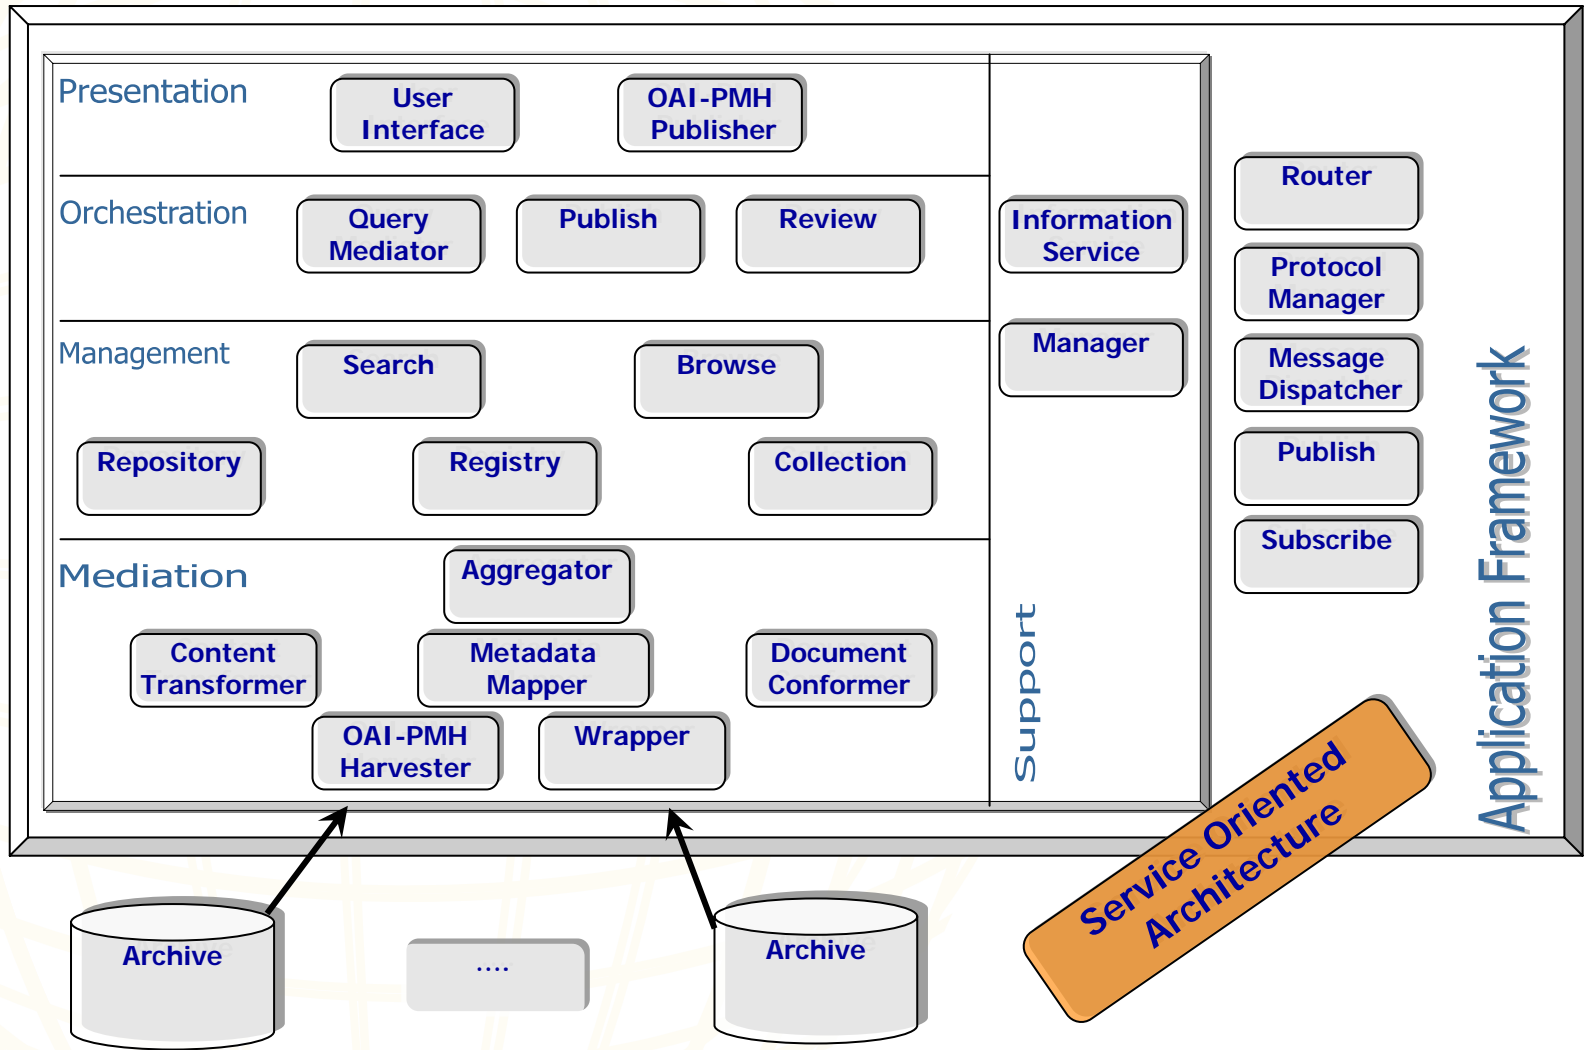 Presentation
User
Interface
OAI-PMH
Publisher
Orchestration
Query
Mediator
Publish
Review
Management
Search
Browse
Repository
Registry
Collection
Mediation
Aggregator
Content
Transformer
Metadata
Mapper
Document
Conformer
OAI-PMH
Harvester
Wrapper
Information
Service
Manager
Support
Router
Protocol
Manager
Message
Dispatcher
Publish
Subscribe
Application Framework
Service Oriented
Architecture
Archive
....
Archive